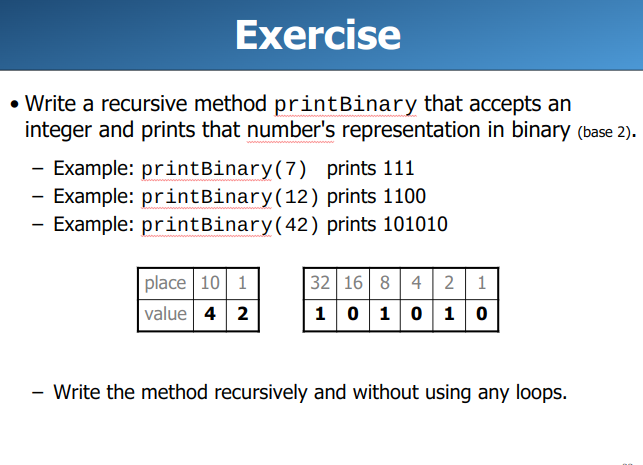 Exercise
• Write a recursive method printBinary that accepts an
integer and prints that number's representation in binary (base 2).
– Example: printBinary(7) prints 111
– Example: printBinary(12) prints 1100
– Example: printBinary(42) prints 101010
place 10 1 32 16 8 4 2 1
value 4 2 1 0 1 0 1 0
– Write the method recursively and without using any loops.